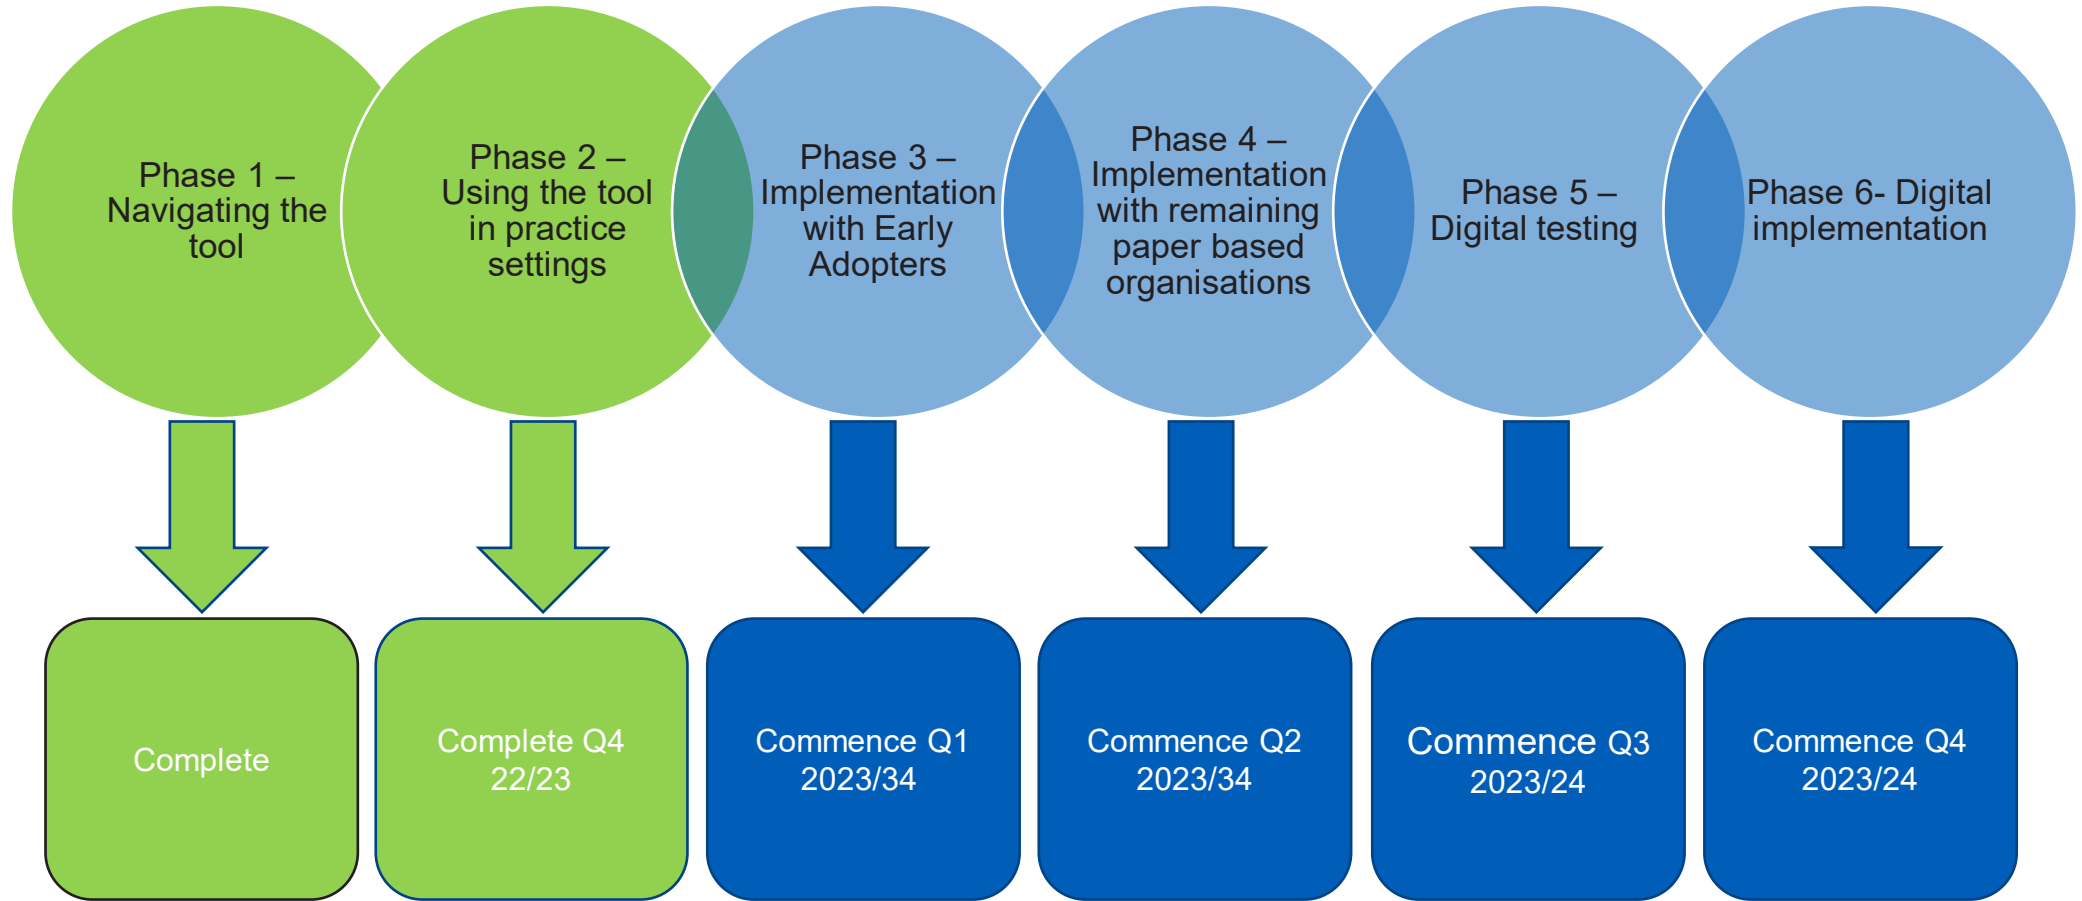 Phase 1 –
Navigating the
tool
Phase 2 –
Using the tool
in practice
settings
Phase 3 –
Implementation
with Early
Adopters
Phase 4 –
Implementation
with remaining
paper based
organisations
Phase 5 –
Digital testing
Phase 6- Digital
implementation
Complete
Complete Q4
22/23
Commence Q1
2023/34
Commence Q2
2023/34
Commence Q3
2023/24
Commence Q4
2023/24